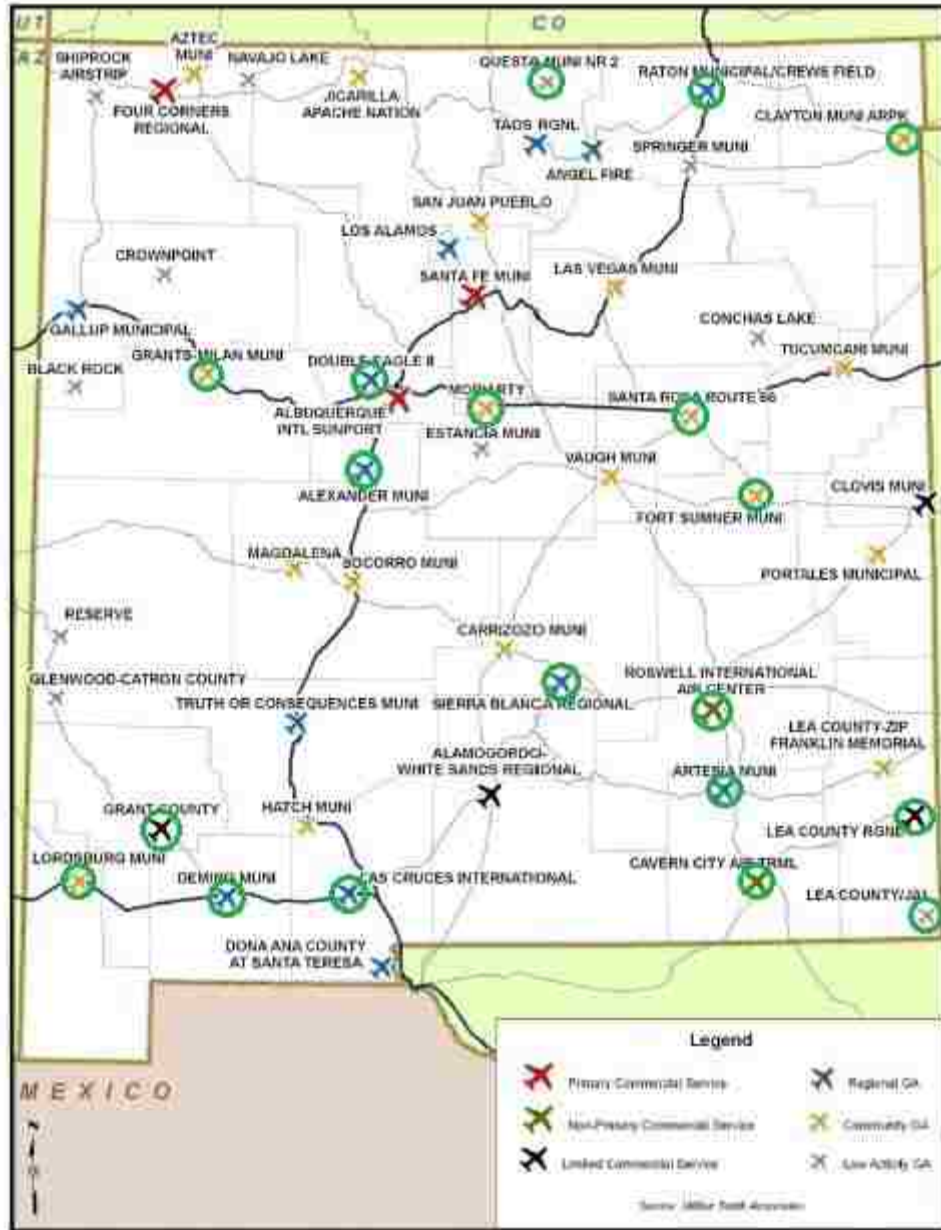 UT
CO
AZ
SHIPROCK
AIRSTRIP
AZTEC
MUNI
NAVAJO LAKE
FOUR CORNERS
REGIONAL
JICARILLA
APACHE NATION
QUESTA MUNI NR 2
RATON MUNICIPAL/CREWS FIELD
CLAYTON MUNI ARPK
TAOS RGNL
ANGEL FIRE
SPRINGER MUNI
SAN JUAN PUEBLO
LOS ALAMOS
CROWNPOINT
SANTA FE MUNI
LAS VEGAS MUNI
GALLUP MUNICIPAL
CONCHAS LAKE
GRANTS-MILAN MUNI
DOUBLE EAGLE II
TUCUMCARI MUNI
BLACK ROCK
MORIARTY
SANTA ROSA ROUTE 66
ALBUQUERQUE
INTL SUNPORT
ESTANCIA MUNI
VAUGH MUNI
CLOVIS MUNI
ALEXANDER MUNI
FORT SUMNER MUNI
MAGDALENA
SOCORRO MUNI
PORTALES MUNICIPAL
RESERVE
CARRIZOZO MUNI
GLENWOOD-CATRON COUNTY
ROSWELL INTERNATIONAL
AIR CENTER
TRUTH OR CONSEQUENCES MUNI
SIERRA BLANCA REGIONAL
LEA COUNTY-ZIP
FRANKLIN MEMORIAL
ALAMOGORDO-
WHITE SANDS REGIONAL
ARTESIA MUNI
GRANT COUNTY
HATCH MUNI
LEA COUNTY RGNL
LORDSBURG MUNI
DEMING MUNI
LAS CRUCES INTERNATIONAL
CAVERN CITY AIR TRML
LEA COUNTY/JAL
DONA ANA COUNTY
AT SANTA TERESA
MEXICO
N
Legend
Primary Commercial Service
Regional GA
Non-Primary Commercial Service
Community GA
Limited Commercial Service
Low Activity GA